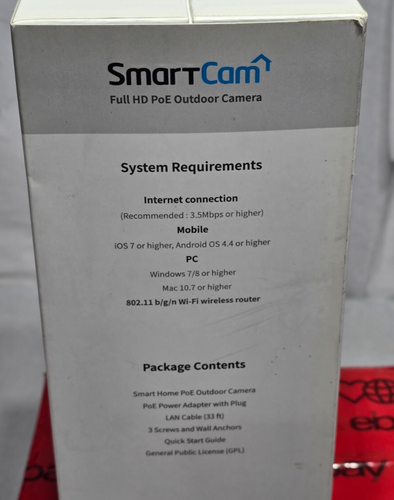 SmartCam
Full HD PoE Outdoor Camera
System Requirements
Internet connection
(Recommended : 3.5Mbps or higher)
Mobile
iOS 7 or higher, Android OS 4.4 or higher
PC
Windows 7/8 or higher
Mac 10.7 or higher
802.11 b/g/n Wi-Fi wireless router
Package Contents
Smart Home PoE Outdoor Camera
PoE Power Adapter with Plug
LAN Cable (33 ft)
3 Screws and Wall Anchors
Quick Start Guide
General Public License (GPL)
eb
ebay